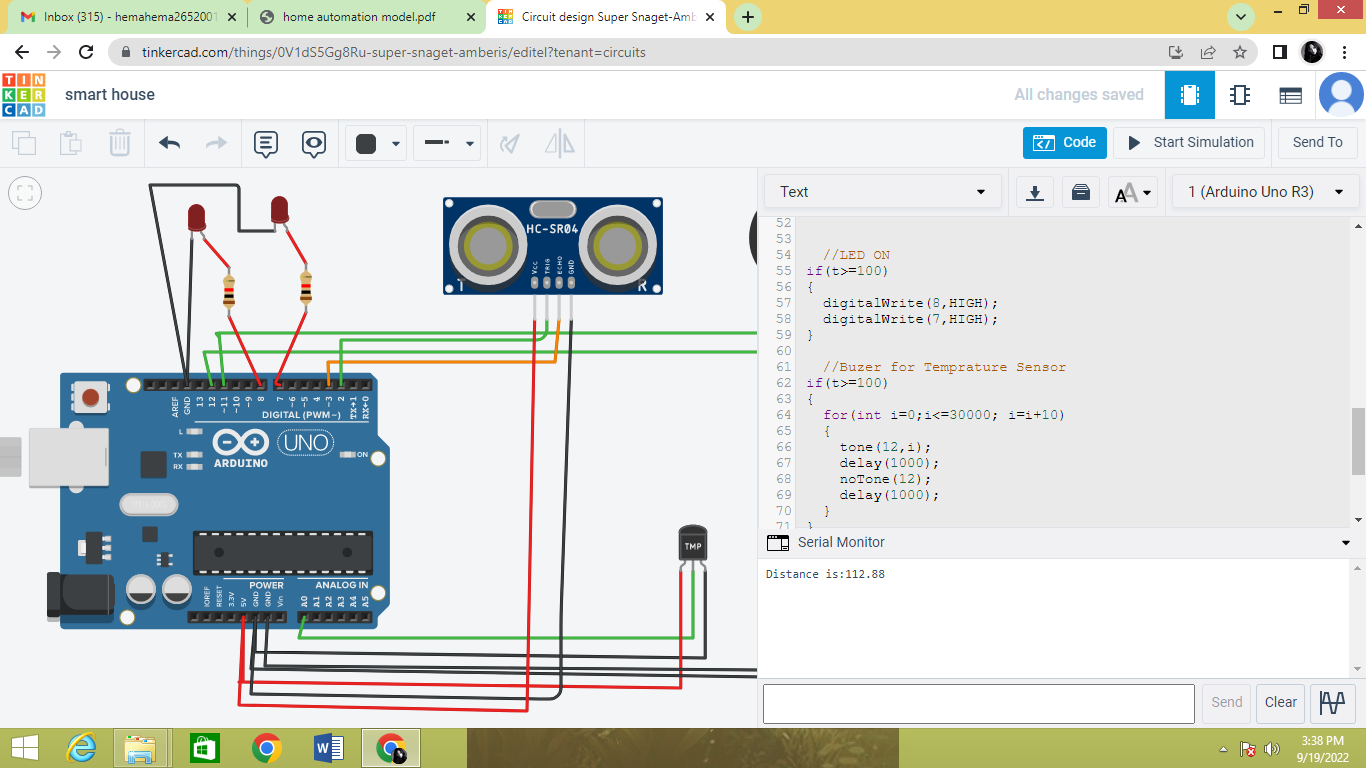 Inbox (315) - hemahema2652001
home automation model.pdf
Circuit design Super Snaget-Amb
tinkercad.com/things/0V1dS5Gg8Ru-super-snaget-amberis/editel?tenant=circuits
TIN
KER
CAD
smart house
All changes saved
Code
Start Simulation
Send To
Text
1 (Arduino Uno R3)
HC-SR04
VCC
TRIG
ECHO
GND
T
R
AREF
GND
13
12
~11
~10
~9
8
7
~6
~5
4
~3
2
TX→1
RX←0
DIGITAL (PWM~)
L
TX
RX
ARDUINO
UNO
ON
IOREF
RESET
3.3V
5V
GND
GND
Vin
POWER
ANALOG IN
A0
A1
A2
A3
A4
A5
TMP
52
53
54 //LED ON
55 if(t>=100)
56 {
57 digitalWrite(8,HIGH);
58 digitalWrite(7,HIGH);
59 }
60
61 //Buzer for Temprature Sensor
62 if(t>=100)
63 {
64 for(int i=0;i<=30000; i=i+10)
65 {
66 tone(12,i);
67 delay(1000);
68 noTone(12);
69 delay(1000);
70 }
71 }
Serial Monitor
Distance is:112.88
Send
Clear
3:38 PM
9/19/2022